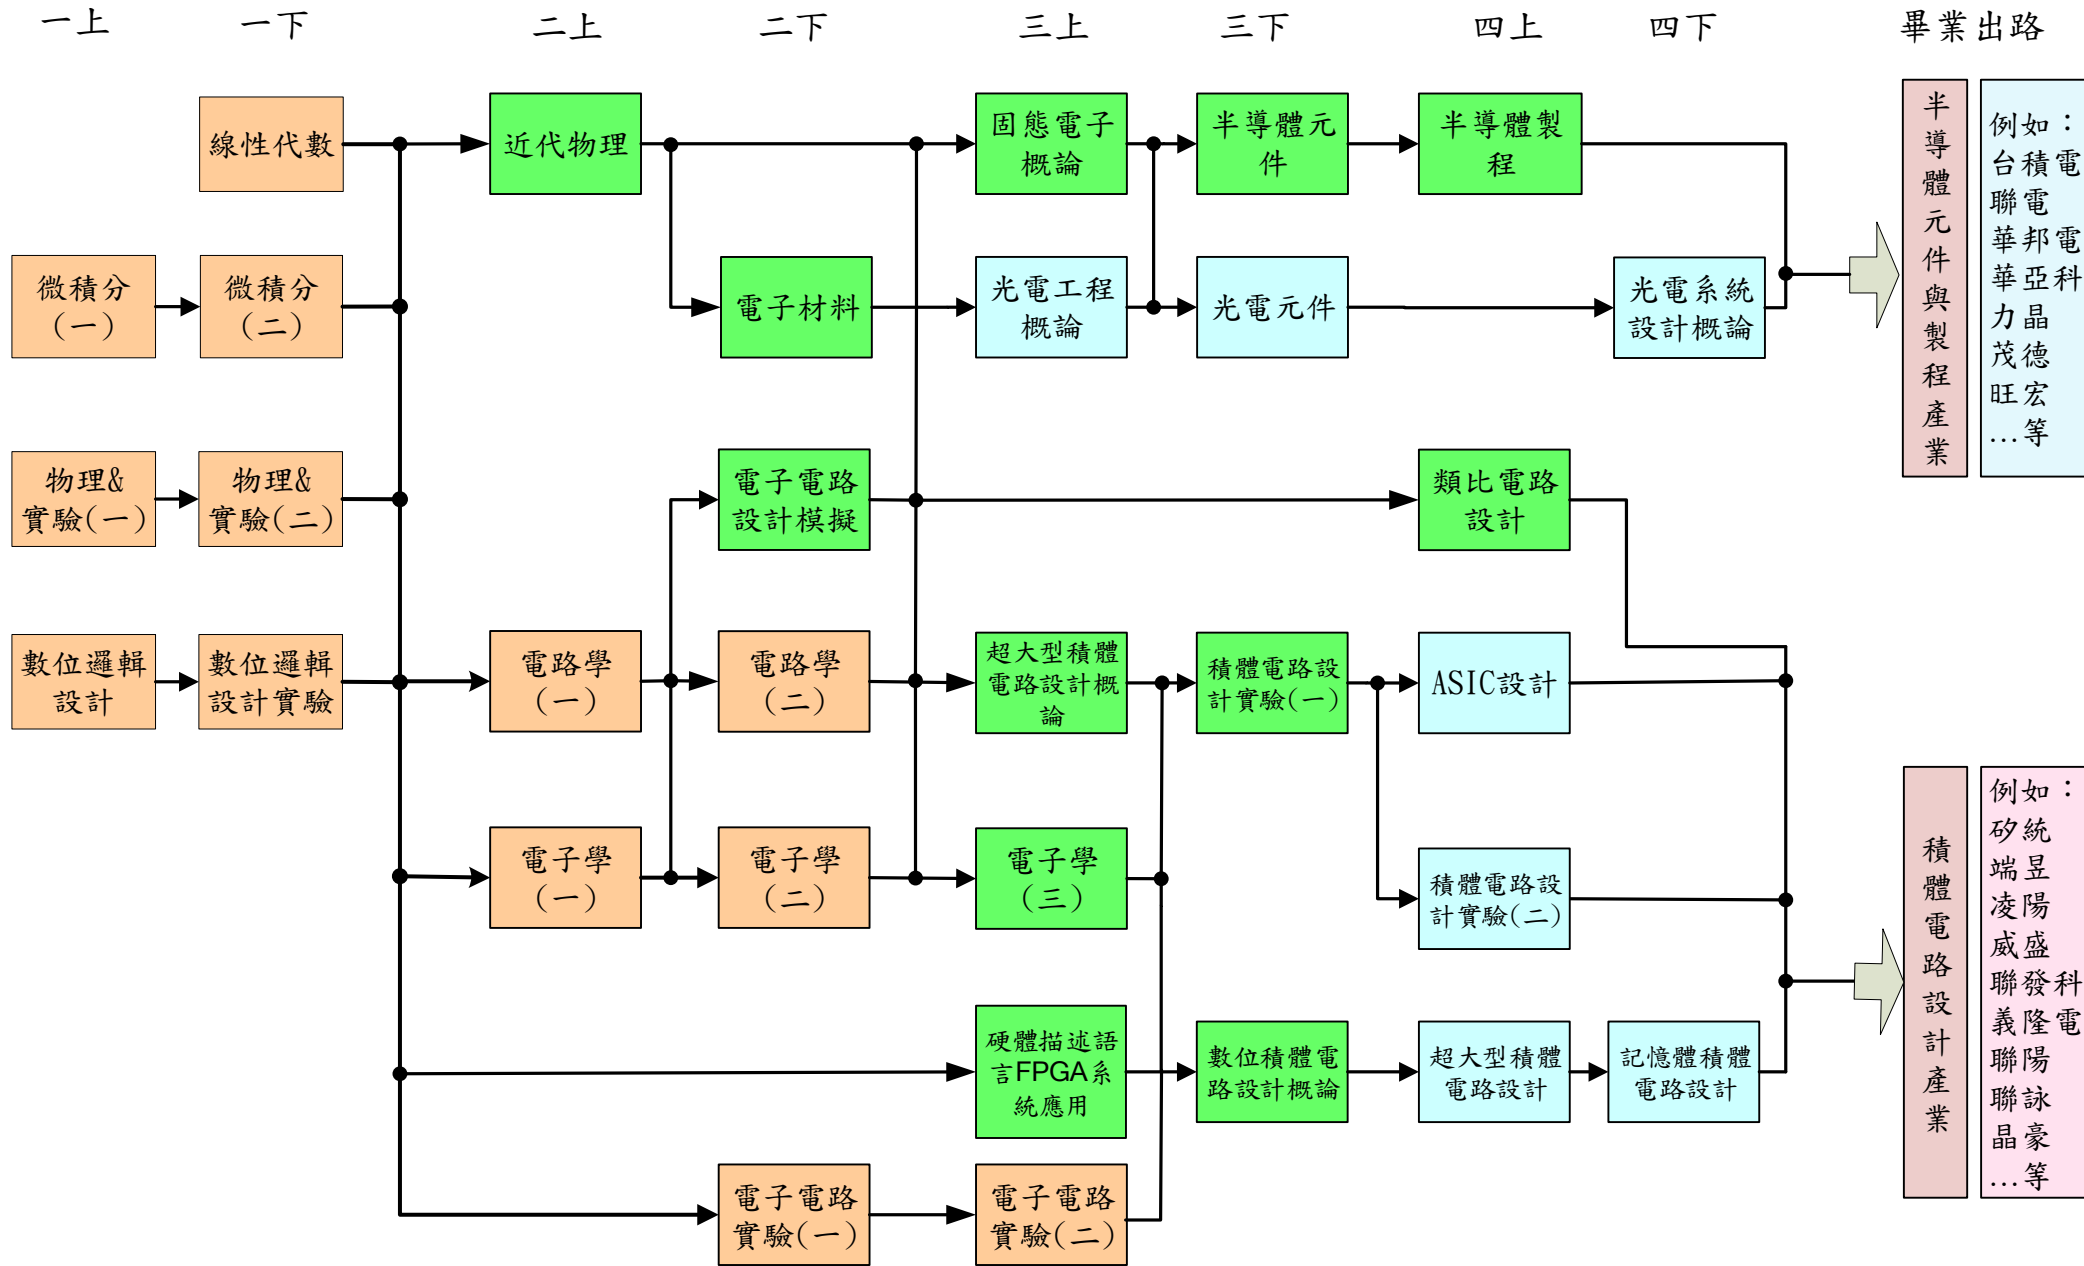 一上
一下
二上
二下
三上
三下
四上
四下
畢業出路
線性代數
近代物理
固態電子
概論
半導體元
件
半導體製
程
微積分
(一)
微積分
(二)
電子材料
光電工程
概論
光電元件
光電系統
設計概論
半
導
體
元
件
與
製
程
產
業
例如：
台積電
聯電
華邦電
華亞科
力晶
茂德
旺宏
...等
物理&
實驗(一)
物理&
實驗(二)
電子電路
設計模擬
類比電路
設計
數位邏輯
設計
數位邏輯
設計實驗
電路學
(一)
電路學
(二)
超大型積體
電路設計概
論
積體電路設
計實驗(一)
ASIC設計
電子學
(一)
電子學
(二)
電子學
(三)
積體電路設
計實驗(二)
硬體描述語
言FPGA系
統應用
數位積體電
路設計概論
超大型積體
電路設計
記憶體積體
電路設計
電子電路
實驗(一)
電子電路
實驗(二)
積
體
電
路
設
計
產
業
例如：
矽統
端昱
凌陽
威盛
聯發科
義隆電
聯陽
聯詠
晶豪
...等